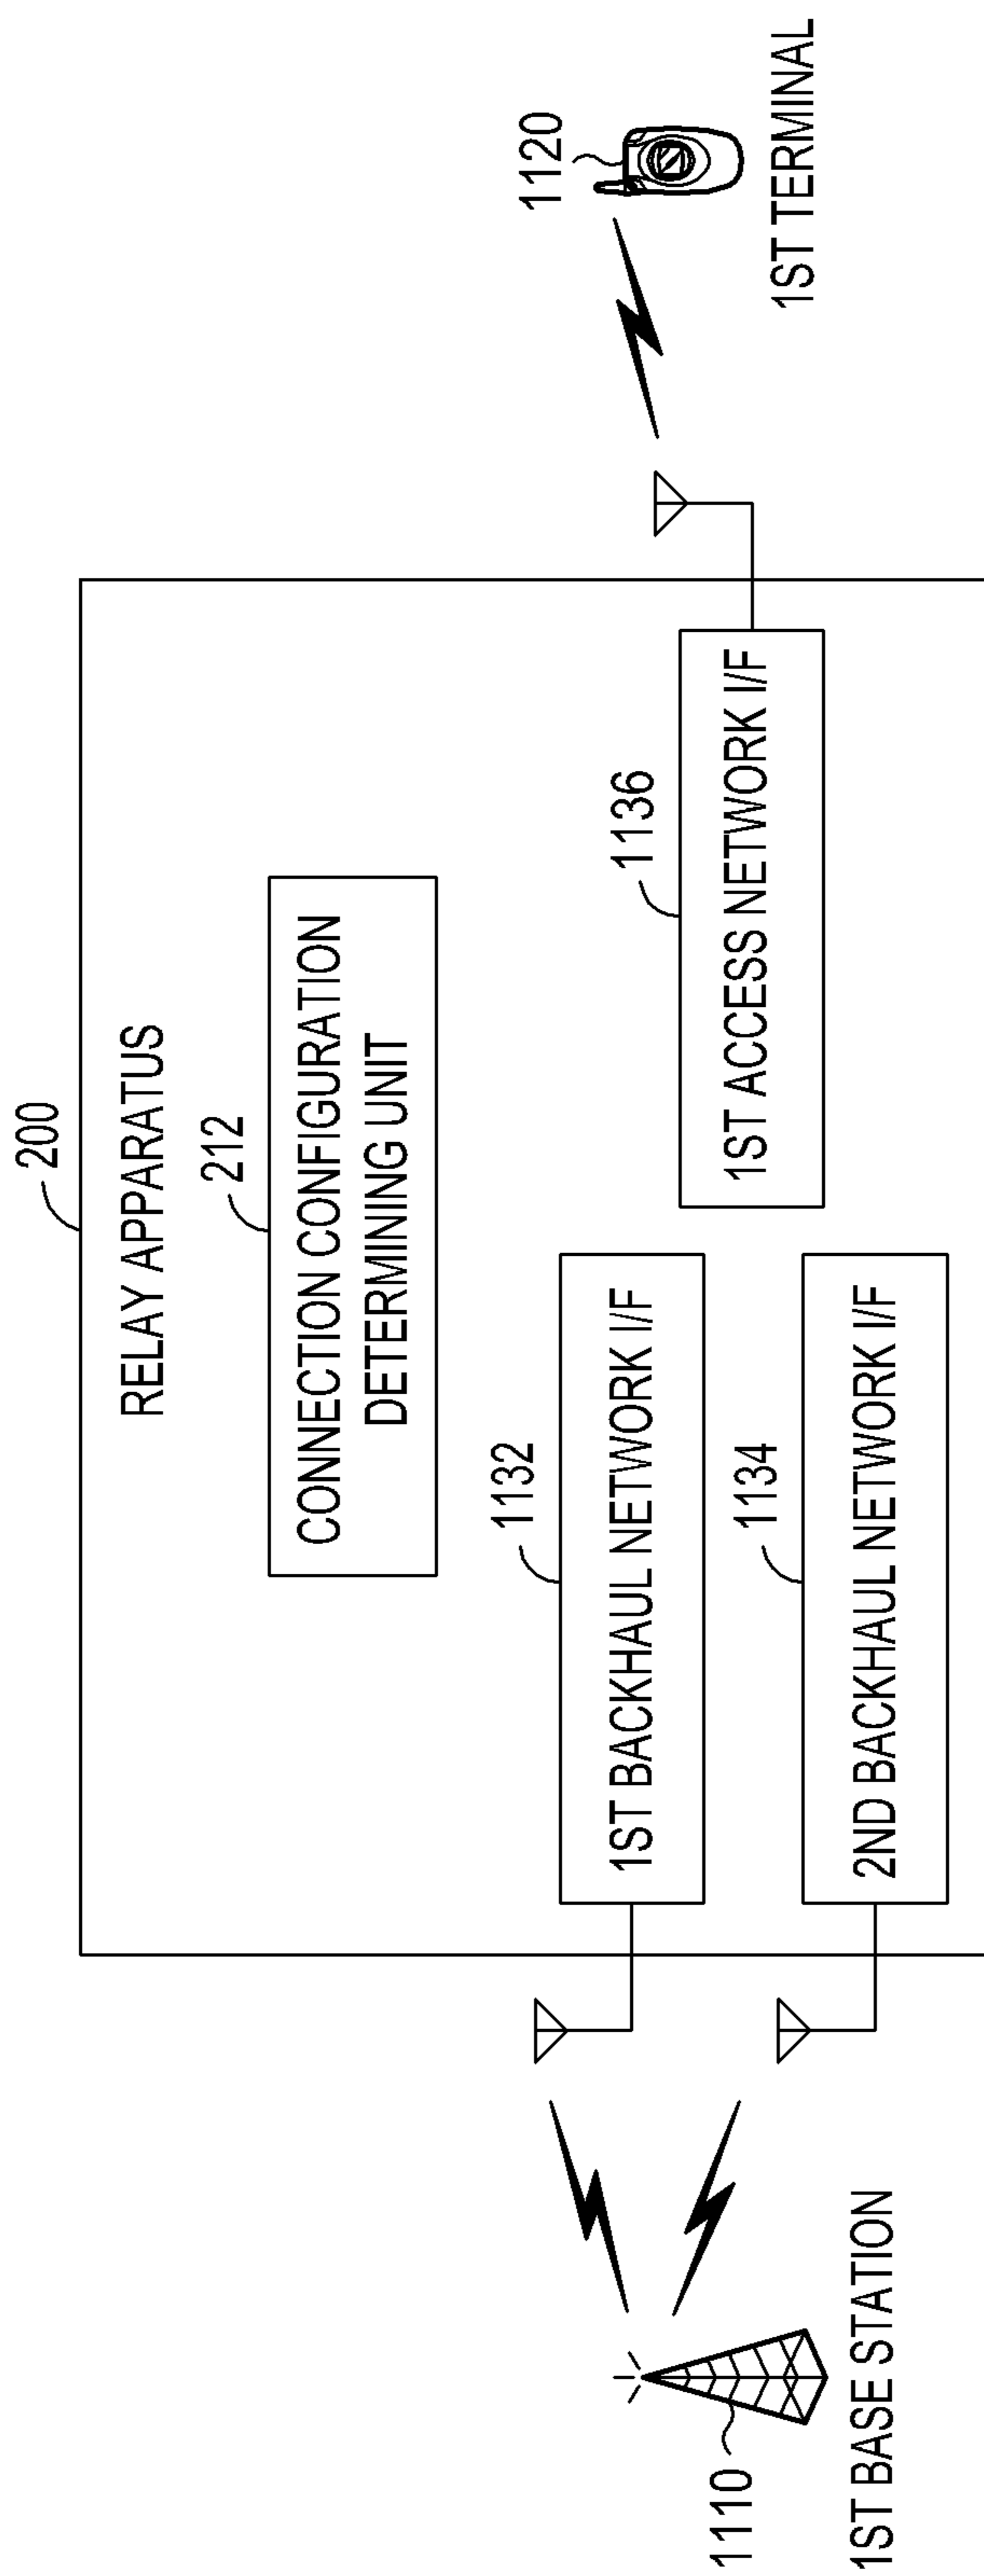 200
RELAY APPARATUS
212
CONNECTION CONFIGURATION
DETERMINING UNIT
1132
1ST BACKHAUL NETWORK I/F
1134
2ND BACKHAUL NETWORK I/F
1136
1ST ACCESS NETWORK I/F
1110
1ST BASE STATION
1120
1ST TERMINAL